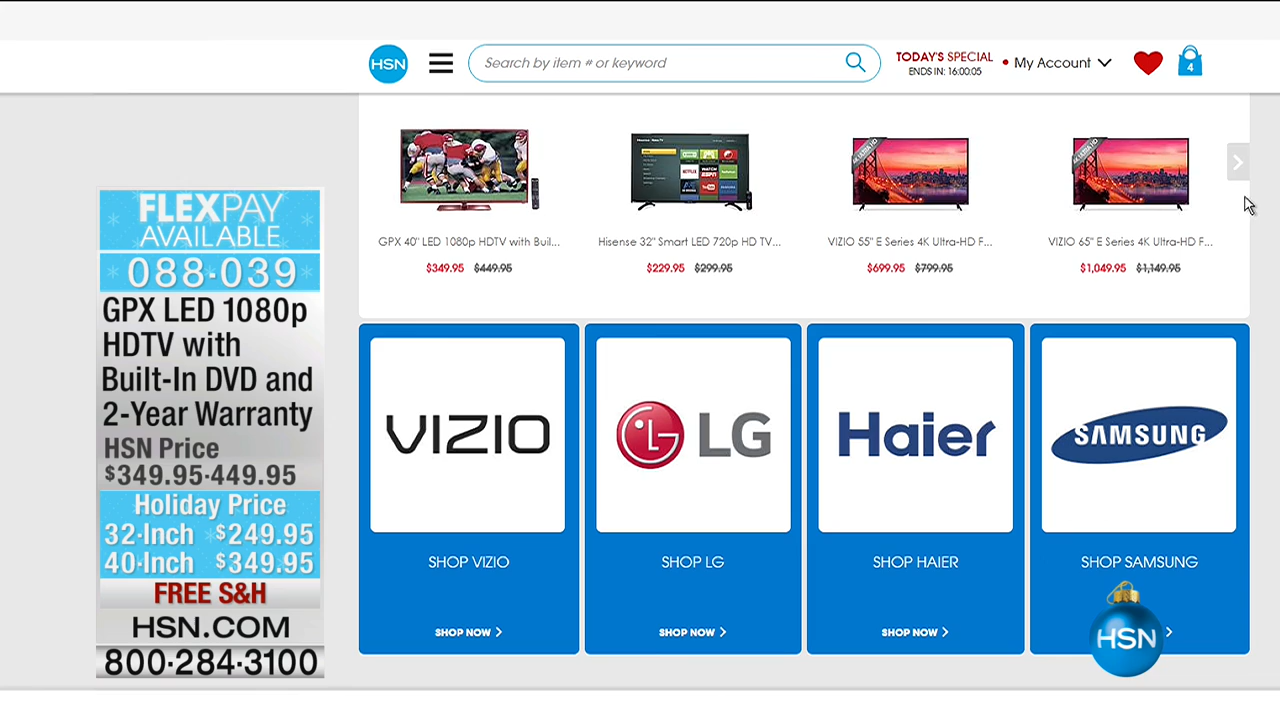 HSN
Search by item # or keyword
TODAY'S SPECIAL
ENDS IN: 16:00:05
My Account
4
GPX 40" LED 1080p HDTV with Buil...
$349.95 $449.95
Hisense 32" Smart LED 720p HD TV...
$229.95 $299.95
VIZIO 55" E Series 4K Ultra-HD F...
$699.95 $799.95
VIZIO 65" E Series 4K Ultra-HD F...
$1,049.95 $1,149.95
FLEXPAY
AVAILABLE
088·039
GPX LED 1080p
HDTV with
Built-In DVD and
2-Year Warranty
HSN Price
$349.95-449.95
Holiday Price
32-Inch $249.95
40-Inch $349.95
FREE S&H
HSN.COM
800·284·3100
VIZIO
SHOP VIZIO
SHOP NOW
LG
SHOP LG
SHOP NOW
Haier
SHOP HAIER
SHOP NOW
SAMSUNG
SHOP SAMSUNG
HSN